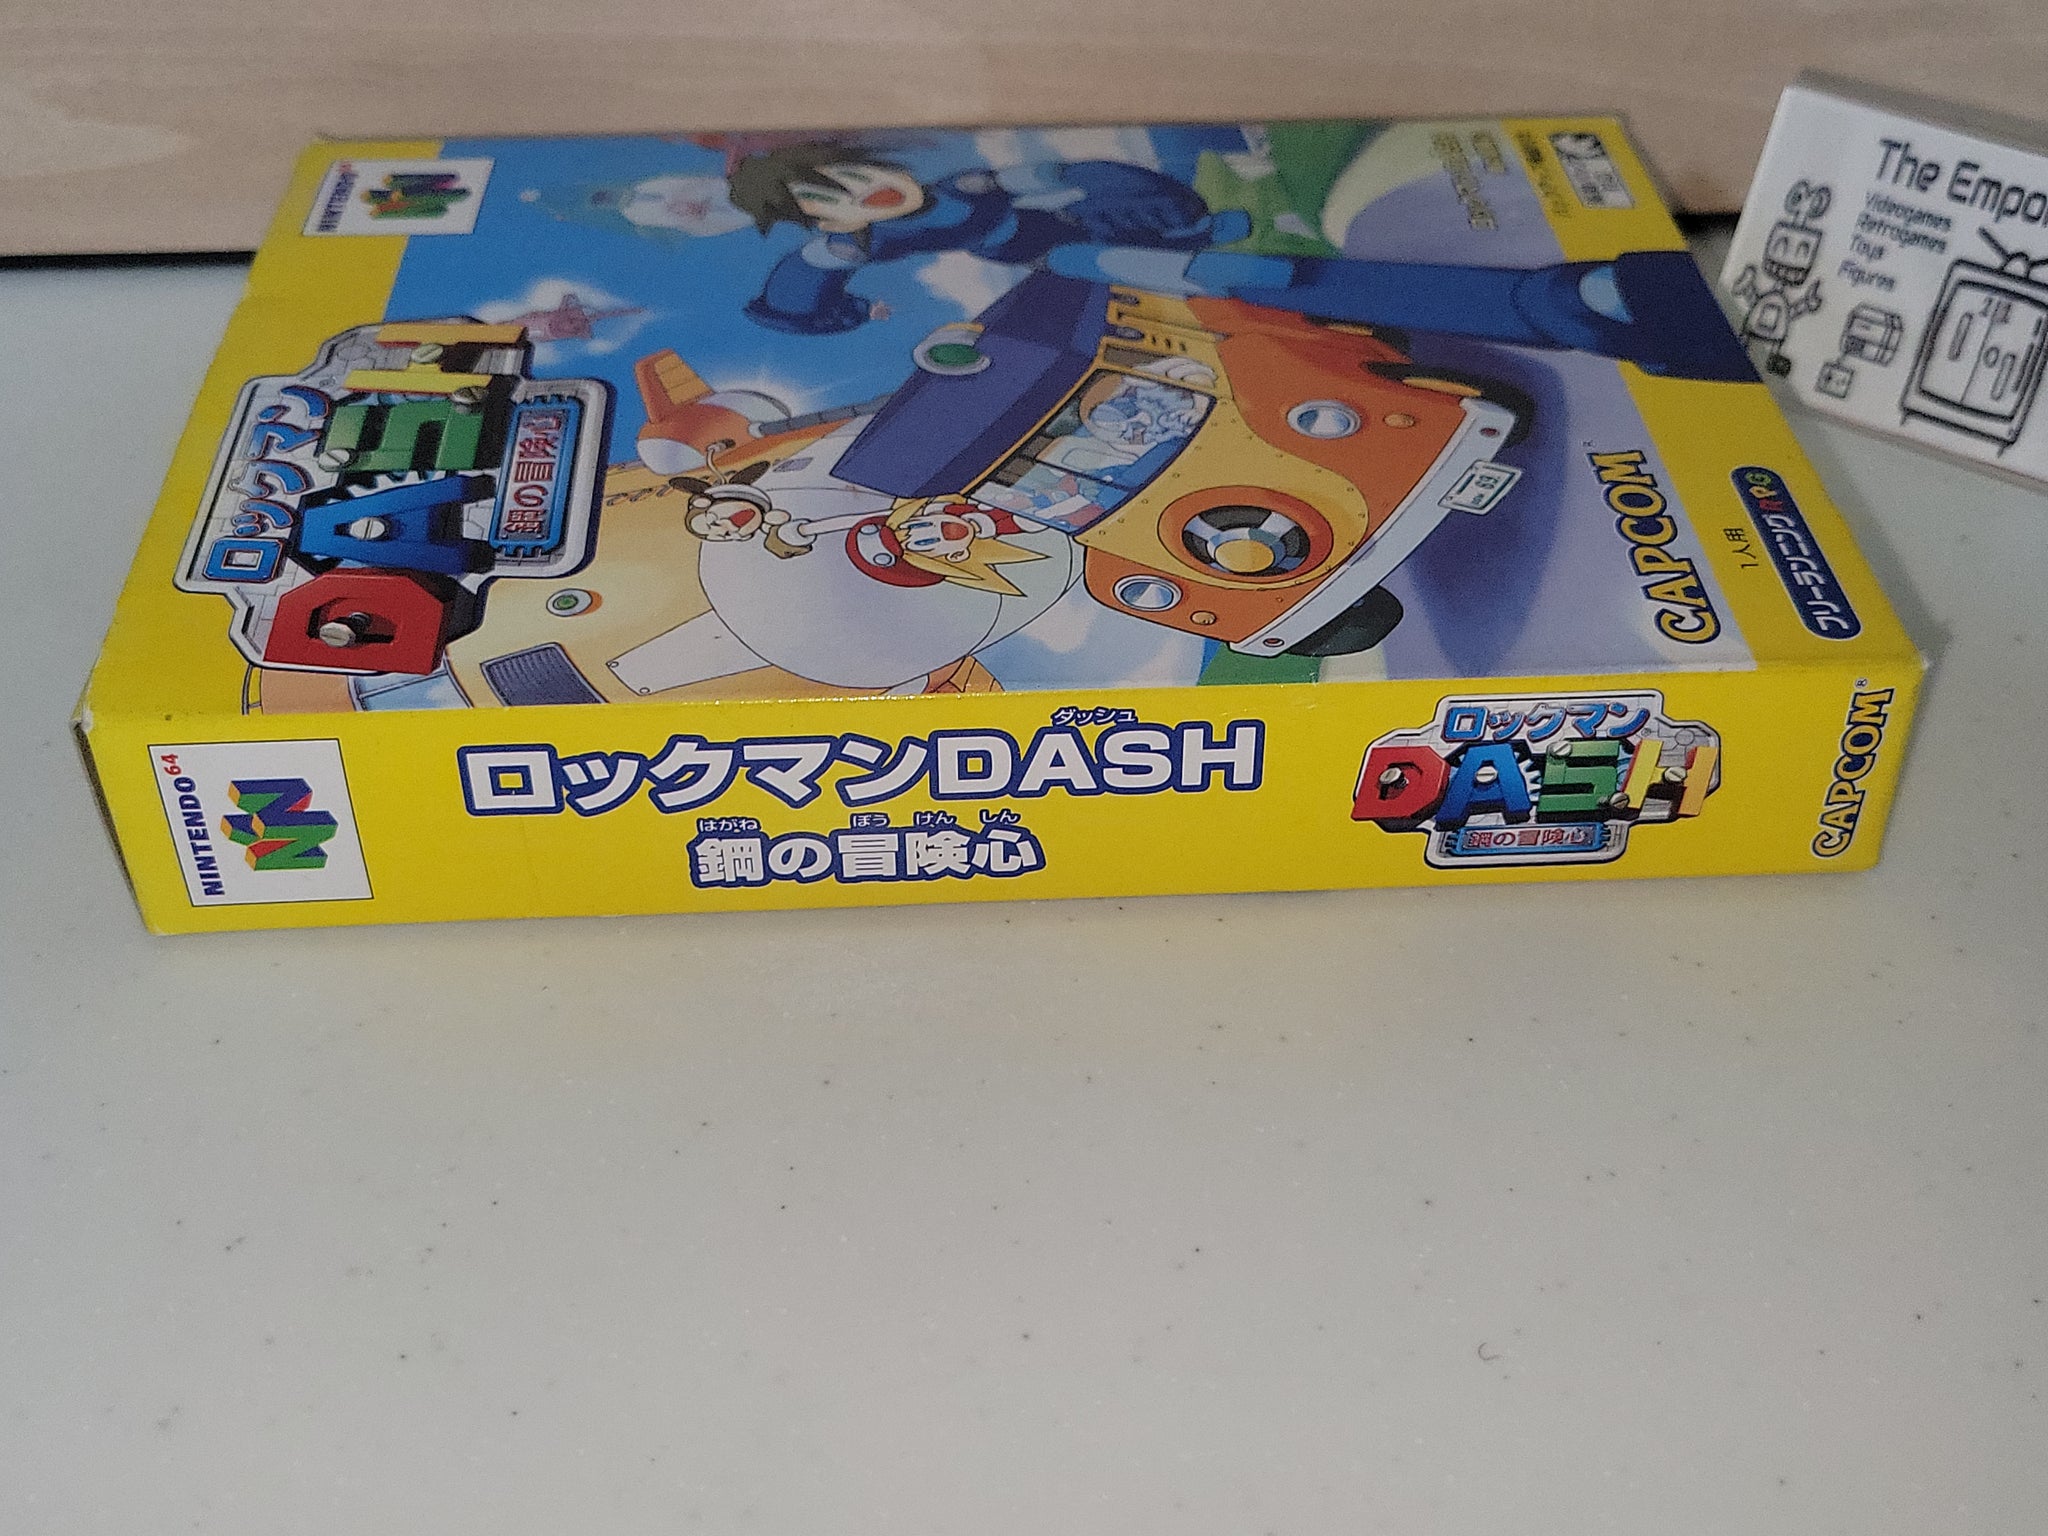 NINTENDO64
ロックマン
DASH
鋼の冒険心
CAPCOM®
1人用
フリーランニングRPG
NINTENDO64
ダッシュ
ロックマンDASH
はがね ぼう けん しん
鋼の冒険心
ロックマン
DASH
鋼の冒険心
CAPCOM®
The Empor
Videogames
Retrogames
Toys
Figures